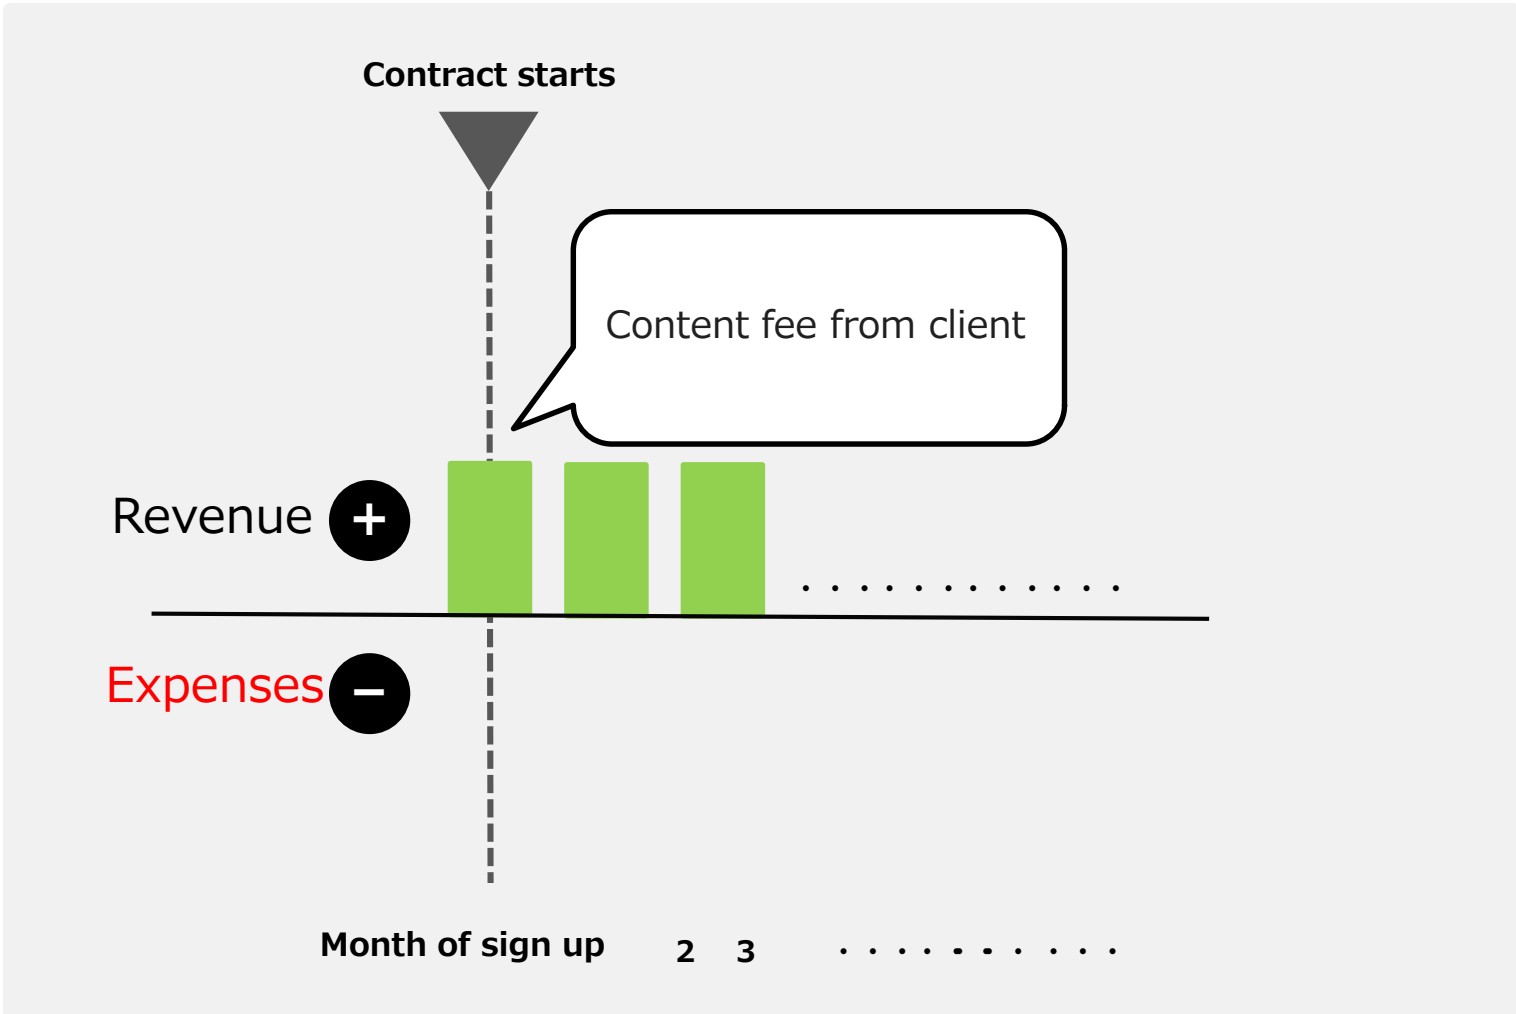 Contract starts
Content fee from client
Revenue +
Expenses −
Month of sign up 2 3 ・・・・・・・・・・